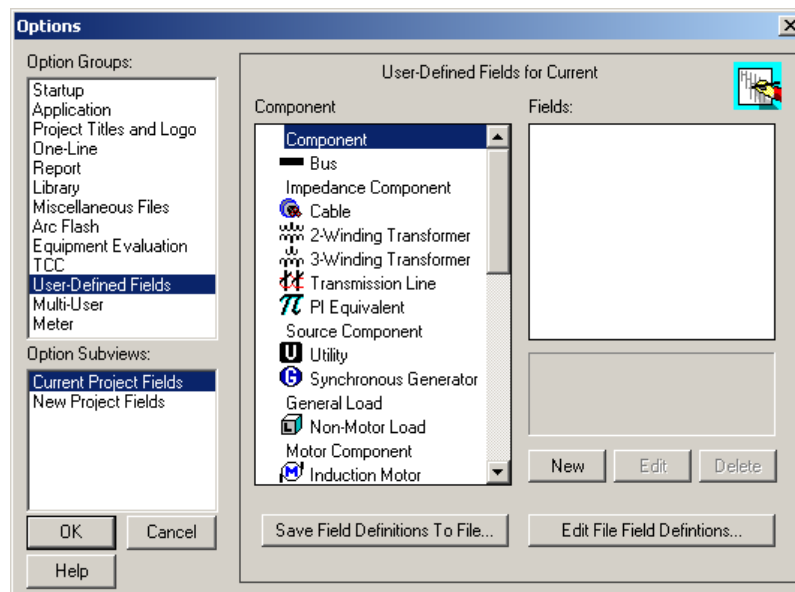 Options
Option Groups:
Startup
Application
Project Titles and Logo
One-Line
Report
Library
Miscellaneous Files
Arc Flash
Equipment Evaluation
TCC
User-Defined Fields
Multi-User
Meter
Option Subviews:
Current Project Fields
New Project Fields
OK
Cancel
Help
User-Defined Fields for Current
Component
Component
Bus
Impedance Component
Cable
2-Winding Transformer
3-Winding Transformer
Transmission Line
PI Equivalent
Source Component
Utility
Synchronous Generator
General Load
Non-Motor Load
Motor Component
Induction Motor
Fields:
New
Edit
Delete
Save Field Definitions To File...
Edit File Field Defintions...